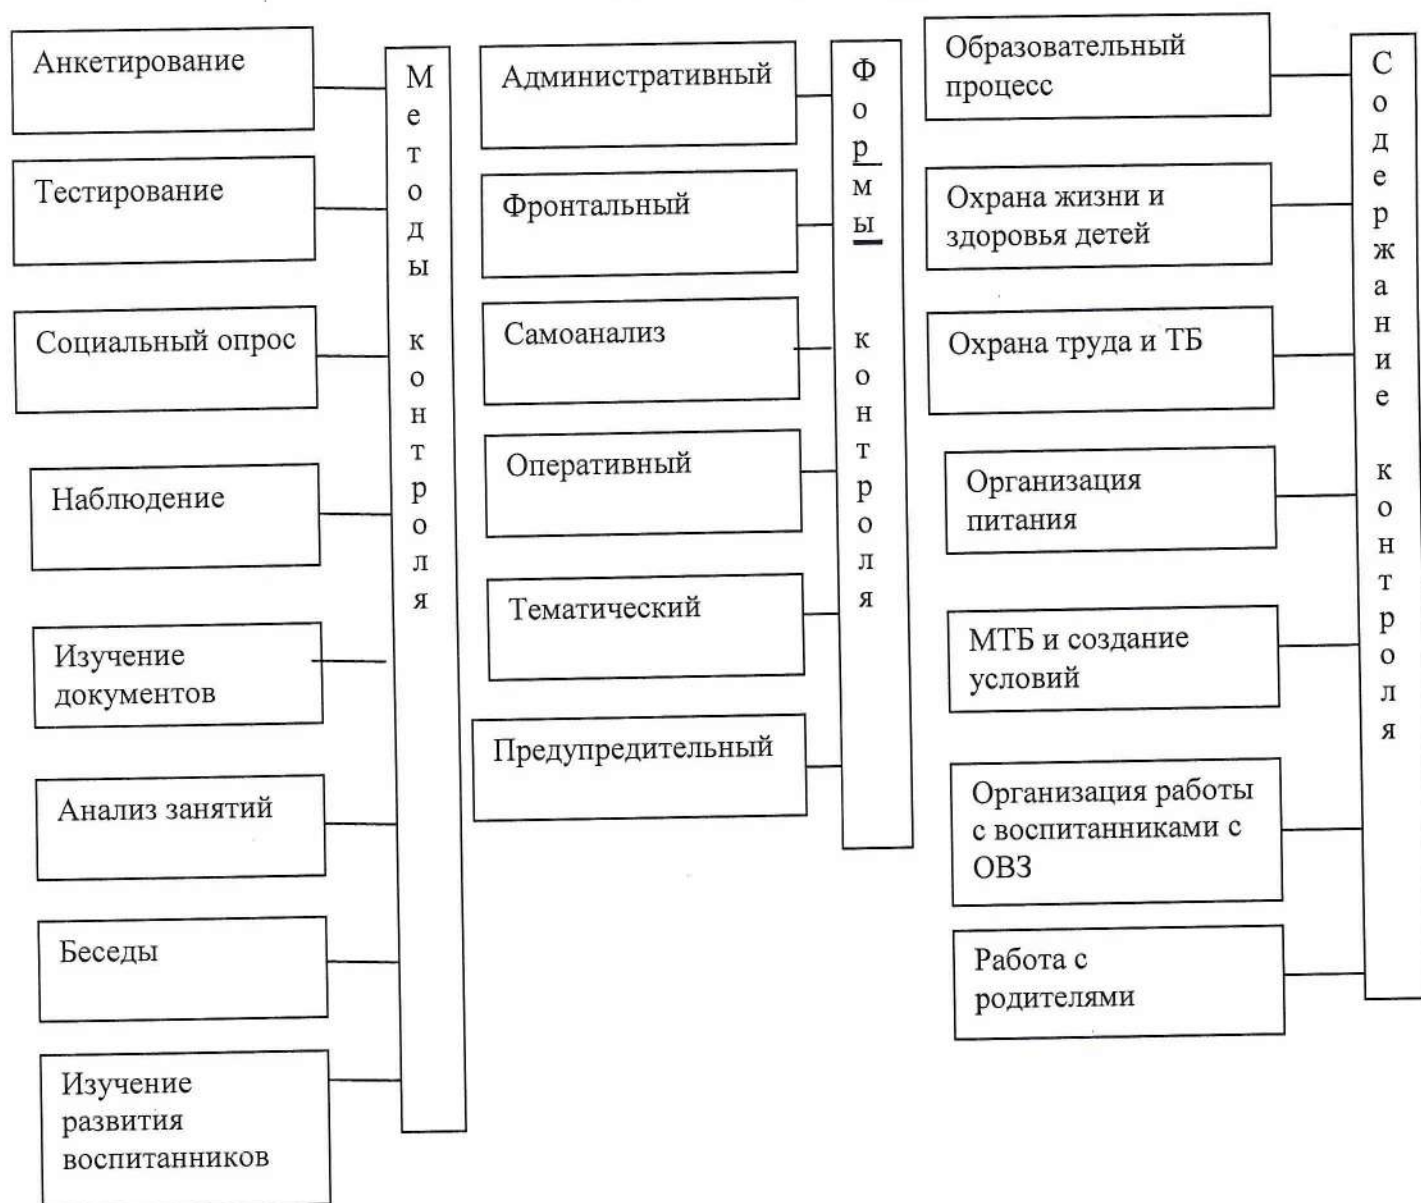 Анкетирование
Тестирование
Социальный опрос
Наблюдение
Изучение
документов
Анализ занятий
Беседы
Изучение
развития
воспитанников
Методы контроля
Административный
Фронтальный
Самоанализ
Оперативный
Тематический
Предупредительный
Формы контроля
Образовательный
процесс
Охрана жизни и
здоровья детей
Охрана труда и ТБ
Организация
питания
МТБ и создание
условий
Организация работы
с воспитанниками с
ОВЗ
Работа с
родителями
Содержание контроля